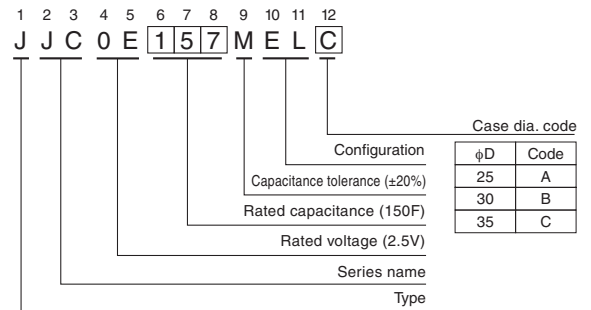 1 2 3 4 5 6 7 8 9 10 11 12
J J C 0 E 1 5 7 M E L C
Case dia. code
Configuration
Capacitance tolerance (±20%)
Rated capacitance (150F)
Rated voltage (2.5V)
Series name
Type
φD Code
25 A
30 B
35 C